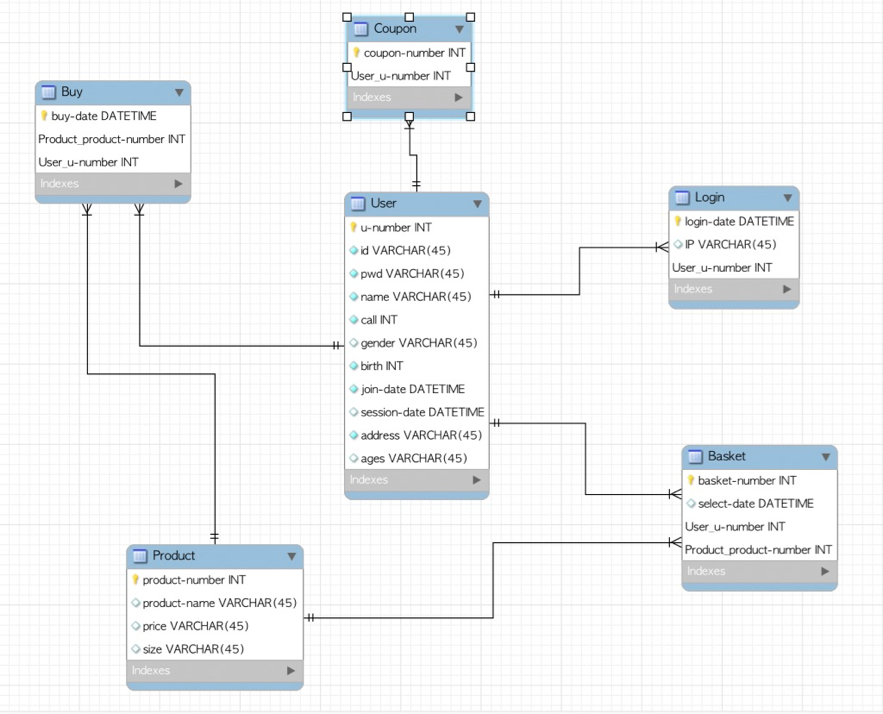 Coupon
coupon-number INT
User_u-number INT
Indexes
Buy
buy-date DATETIME
Product_product-number INT
User_u-number INT
Indexes
User
u-number INT
id VARCHAR(45)
pwd VARCHAR(45)
name VARCHAR(45)
call INT
gender VARCHAR(45)
birth INT
join-date DATETIME
session-date DATETIME
address VARCHAR(45)
ages VARCHAR(45)
Indexes
Login
login-date DATETIME
IP VARCHAR(45)
User_u-number INT
Indexes
Basket
basket-number INT
select-date DATETIME
User_u-number INT
Product_product-number INT
Indexes
Product
product-number INT
product-name VARCHAR(45)
price VARCHAR(45)
size VARCHAR(45)
Indexes